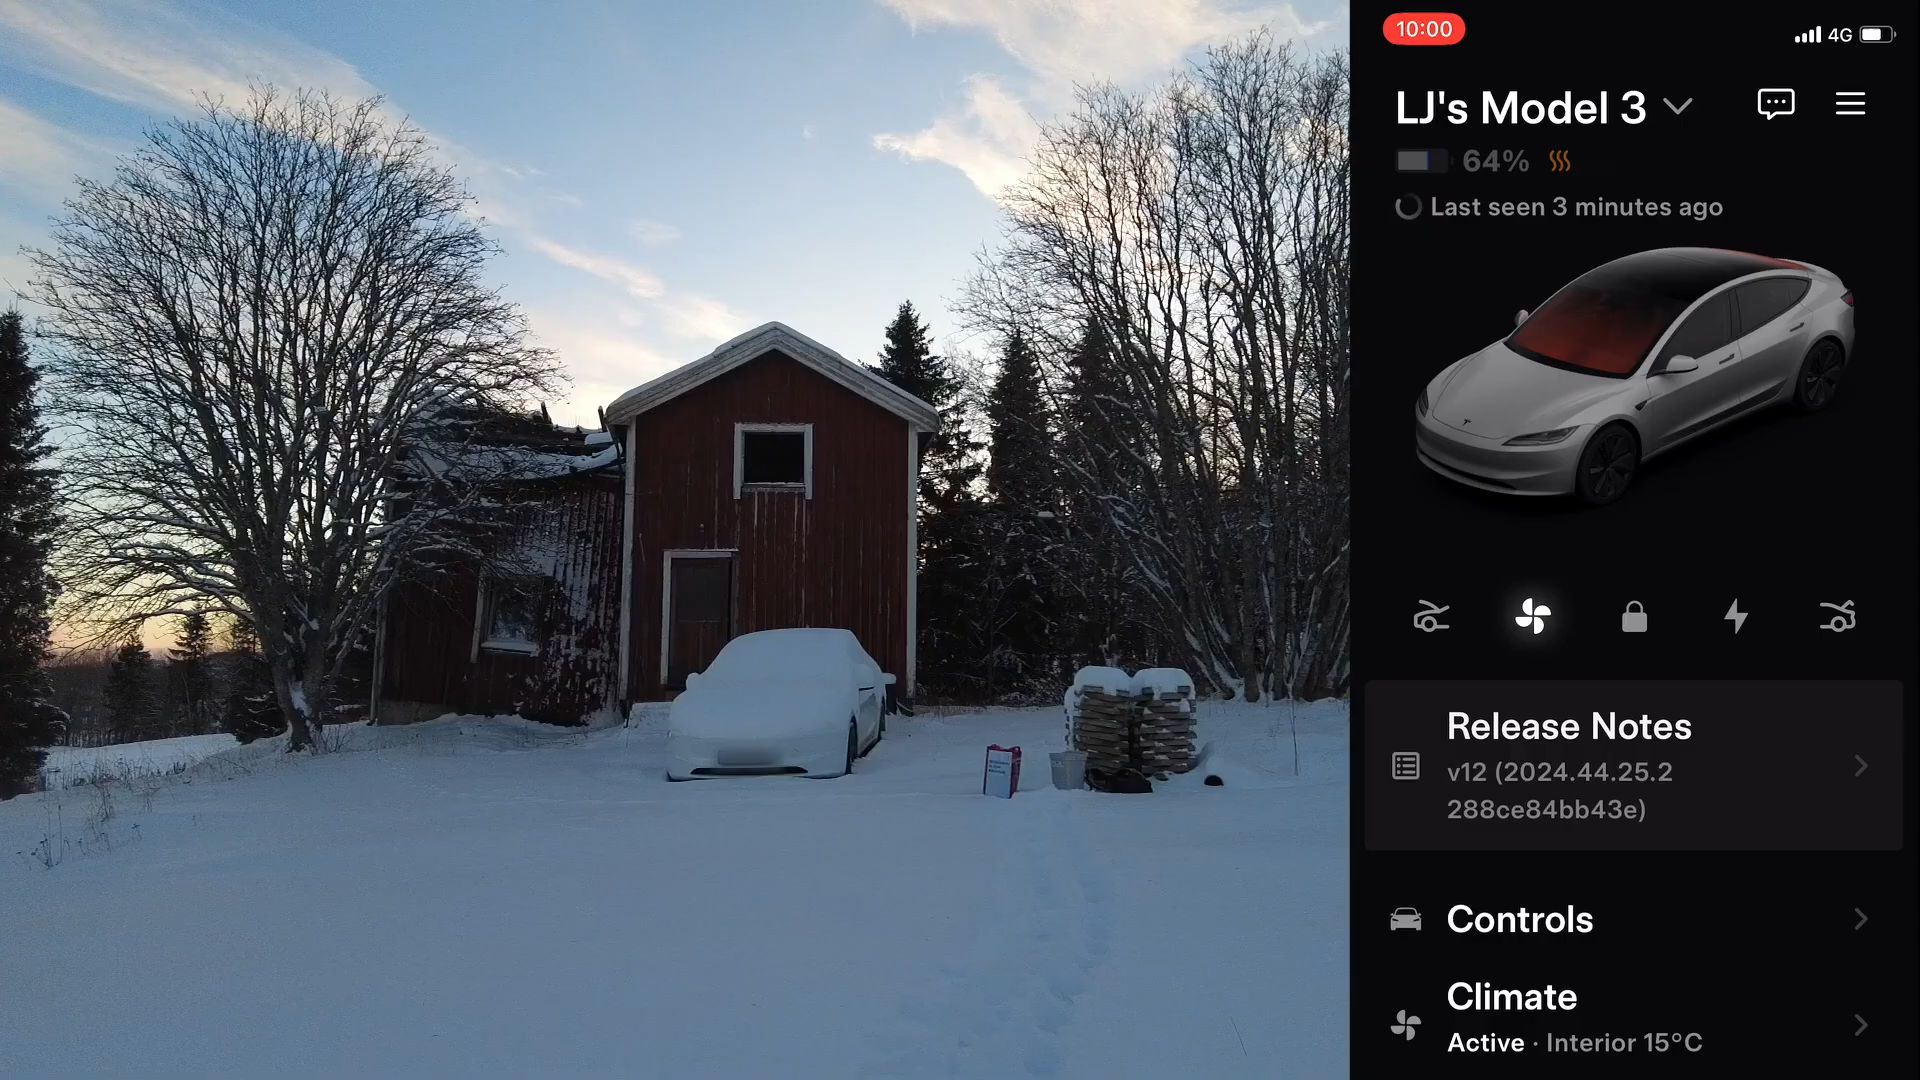 10:00
4G
LJ's Model 3
64%
Last seen 3 minutes ago
Release Notes
v12 (2024.44.25.2
288ce84bb43e)
Controls
Climate
Active · Interior 15°C